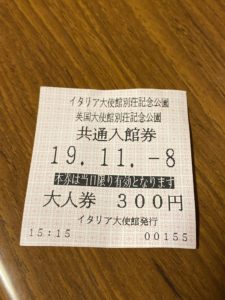 イタリア大使館別荘記念公園
英国大使館別荘記念公園
共通入館券
19.11.-8
本券は当日限り有効となります
大人券 300円
イタリア大使館発行
15:15 00155